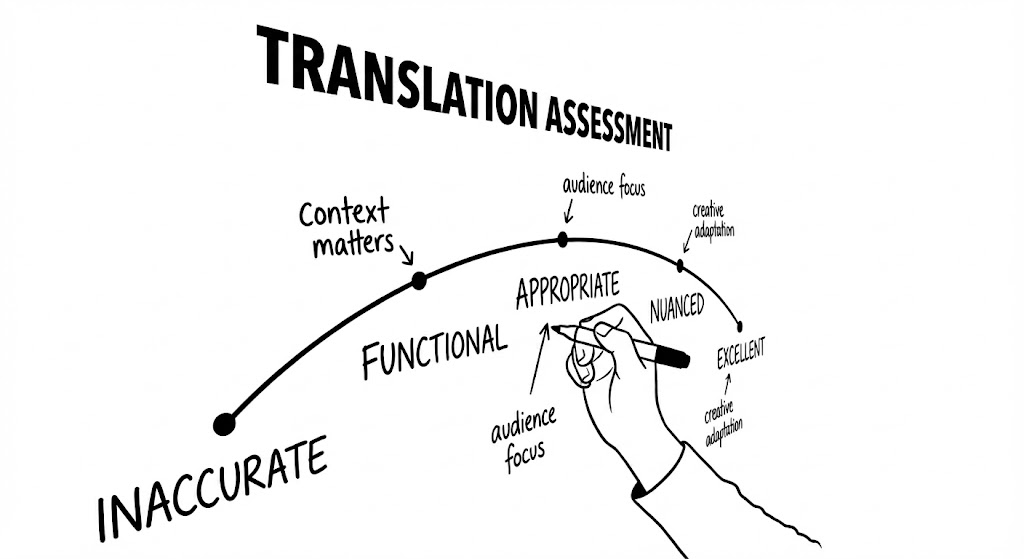 TRANSLATION ASSESSMENT
audience focus
Context
matters
creative
adaptation
APPROPRIATE
NUANCED
FUNCTIONAL
EXCELLENT
audience
focus
creative
adaptation
INACCURATE